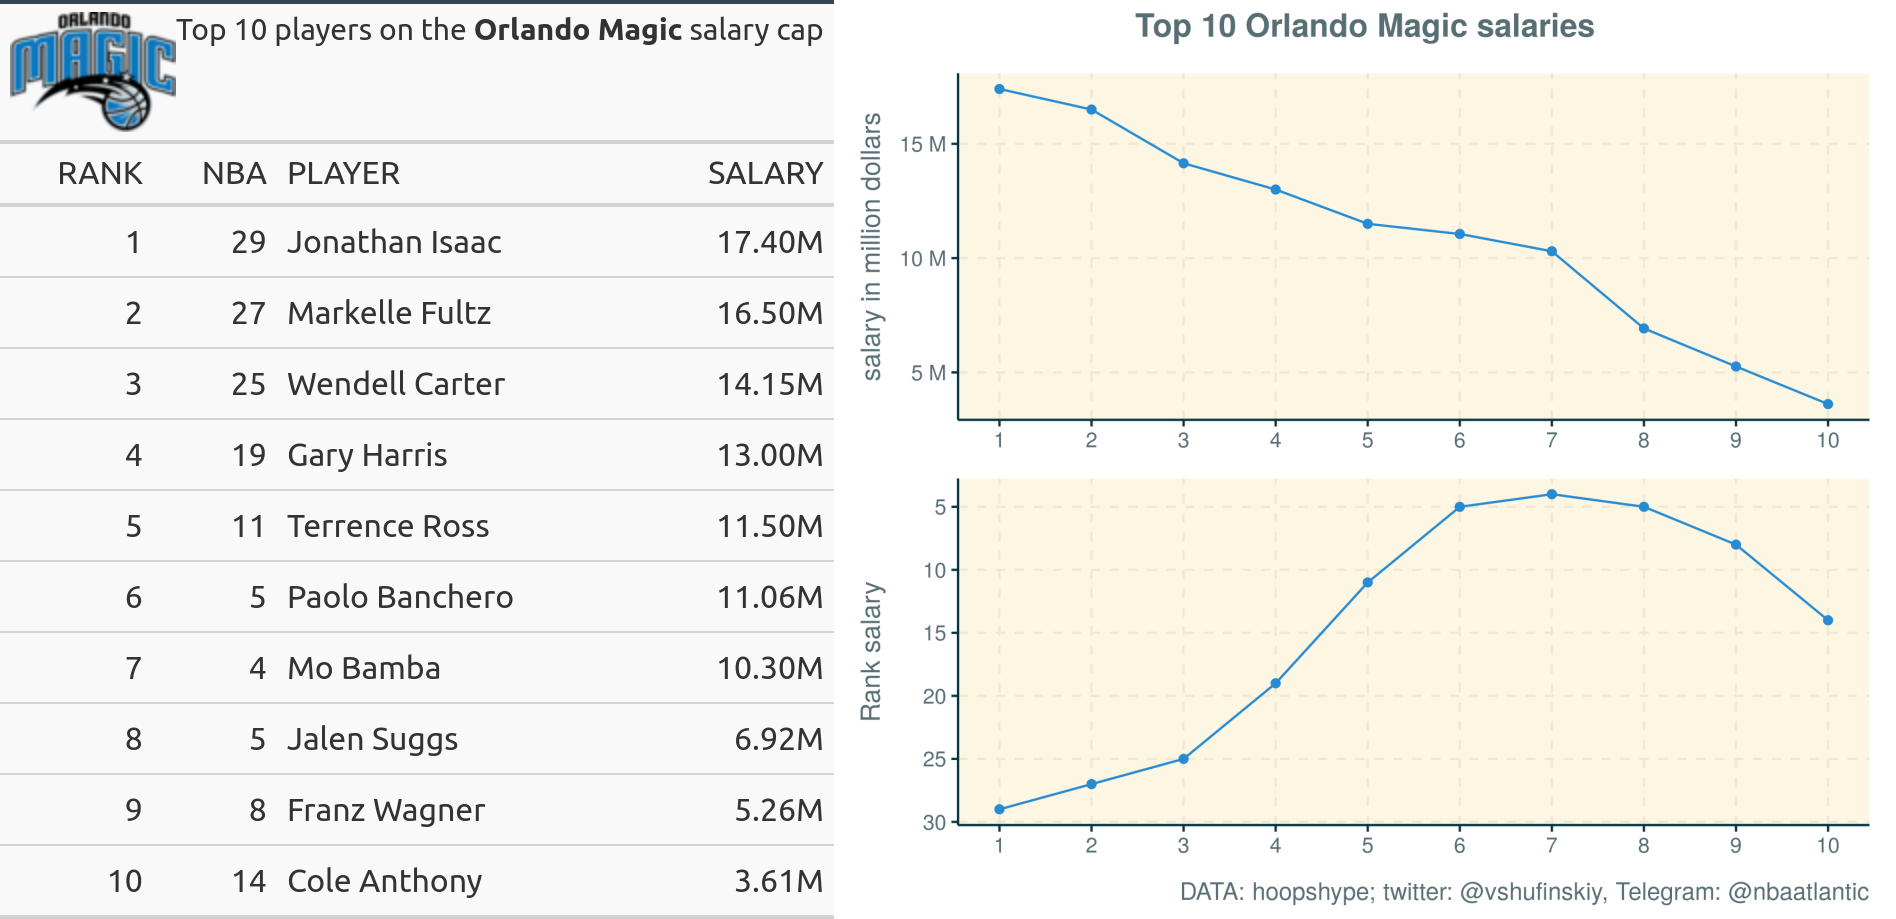 ORLANDO
MAGIC
Top 10 players on the Orlando Magic salary cap
RANK NBA PLAYER SALARY
1 29 Jonathan Isaac 17.40M
2 27 Markelle Fultz 16.50M
3 25 Wendell Carter 14.15M
4 19 Gary Harris 13.00M
5 11 Terrence Ross 11.50M
6 5 Paolo Banchero 11.06M
7 4 Mo Bamba 10.30M
8 5 Jalen Suggs 6.92M
9 8 Franz Wagner 5.26M
10 14 Cole Anthony 3.61M
Top 10 Orlando Magic salaries
salary in million dollars
15 M
10 M
5 M
1 2 3 4 5 6 7 8 9 10
Rank salary
5
10
15
20
25
30
1 2 3 4 5 6 7 8 9 10
DATA: hoopshype; twitter: @vshufinskiy, Telegram: @nbaatlantic